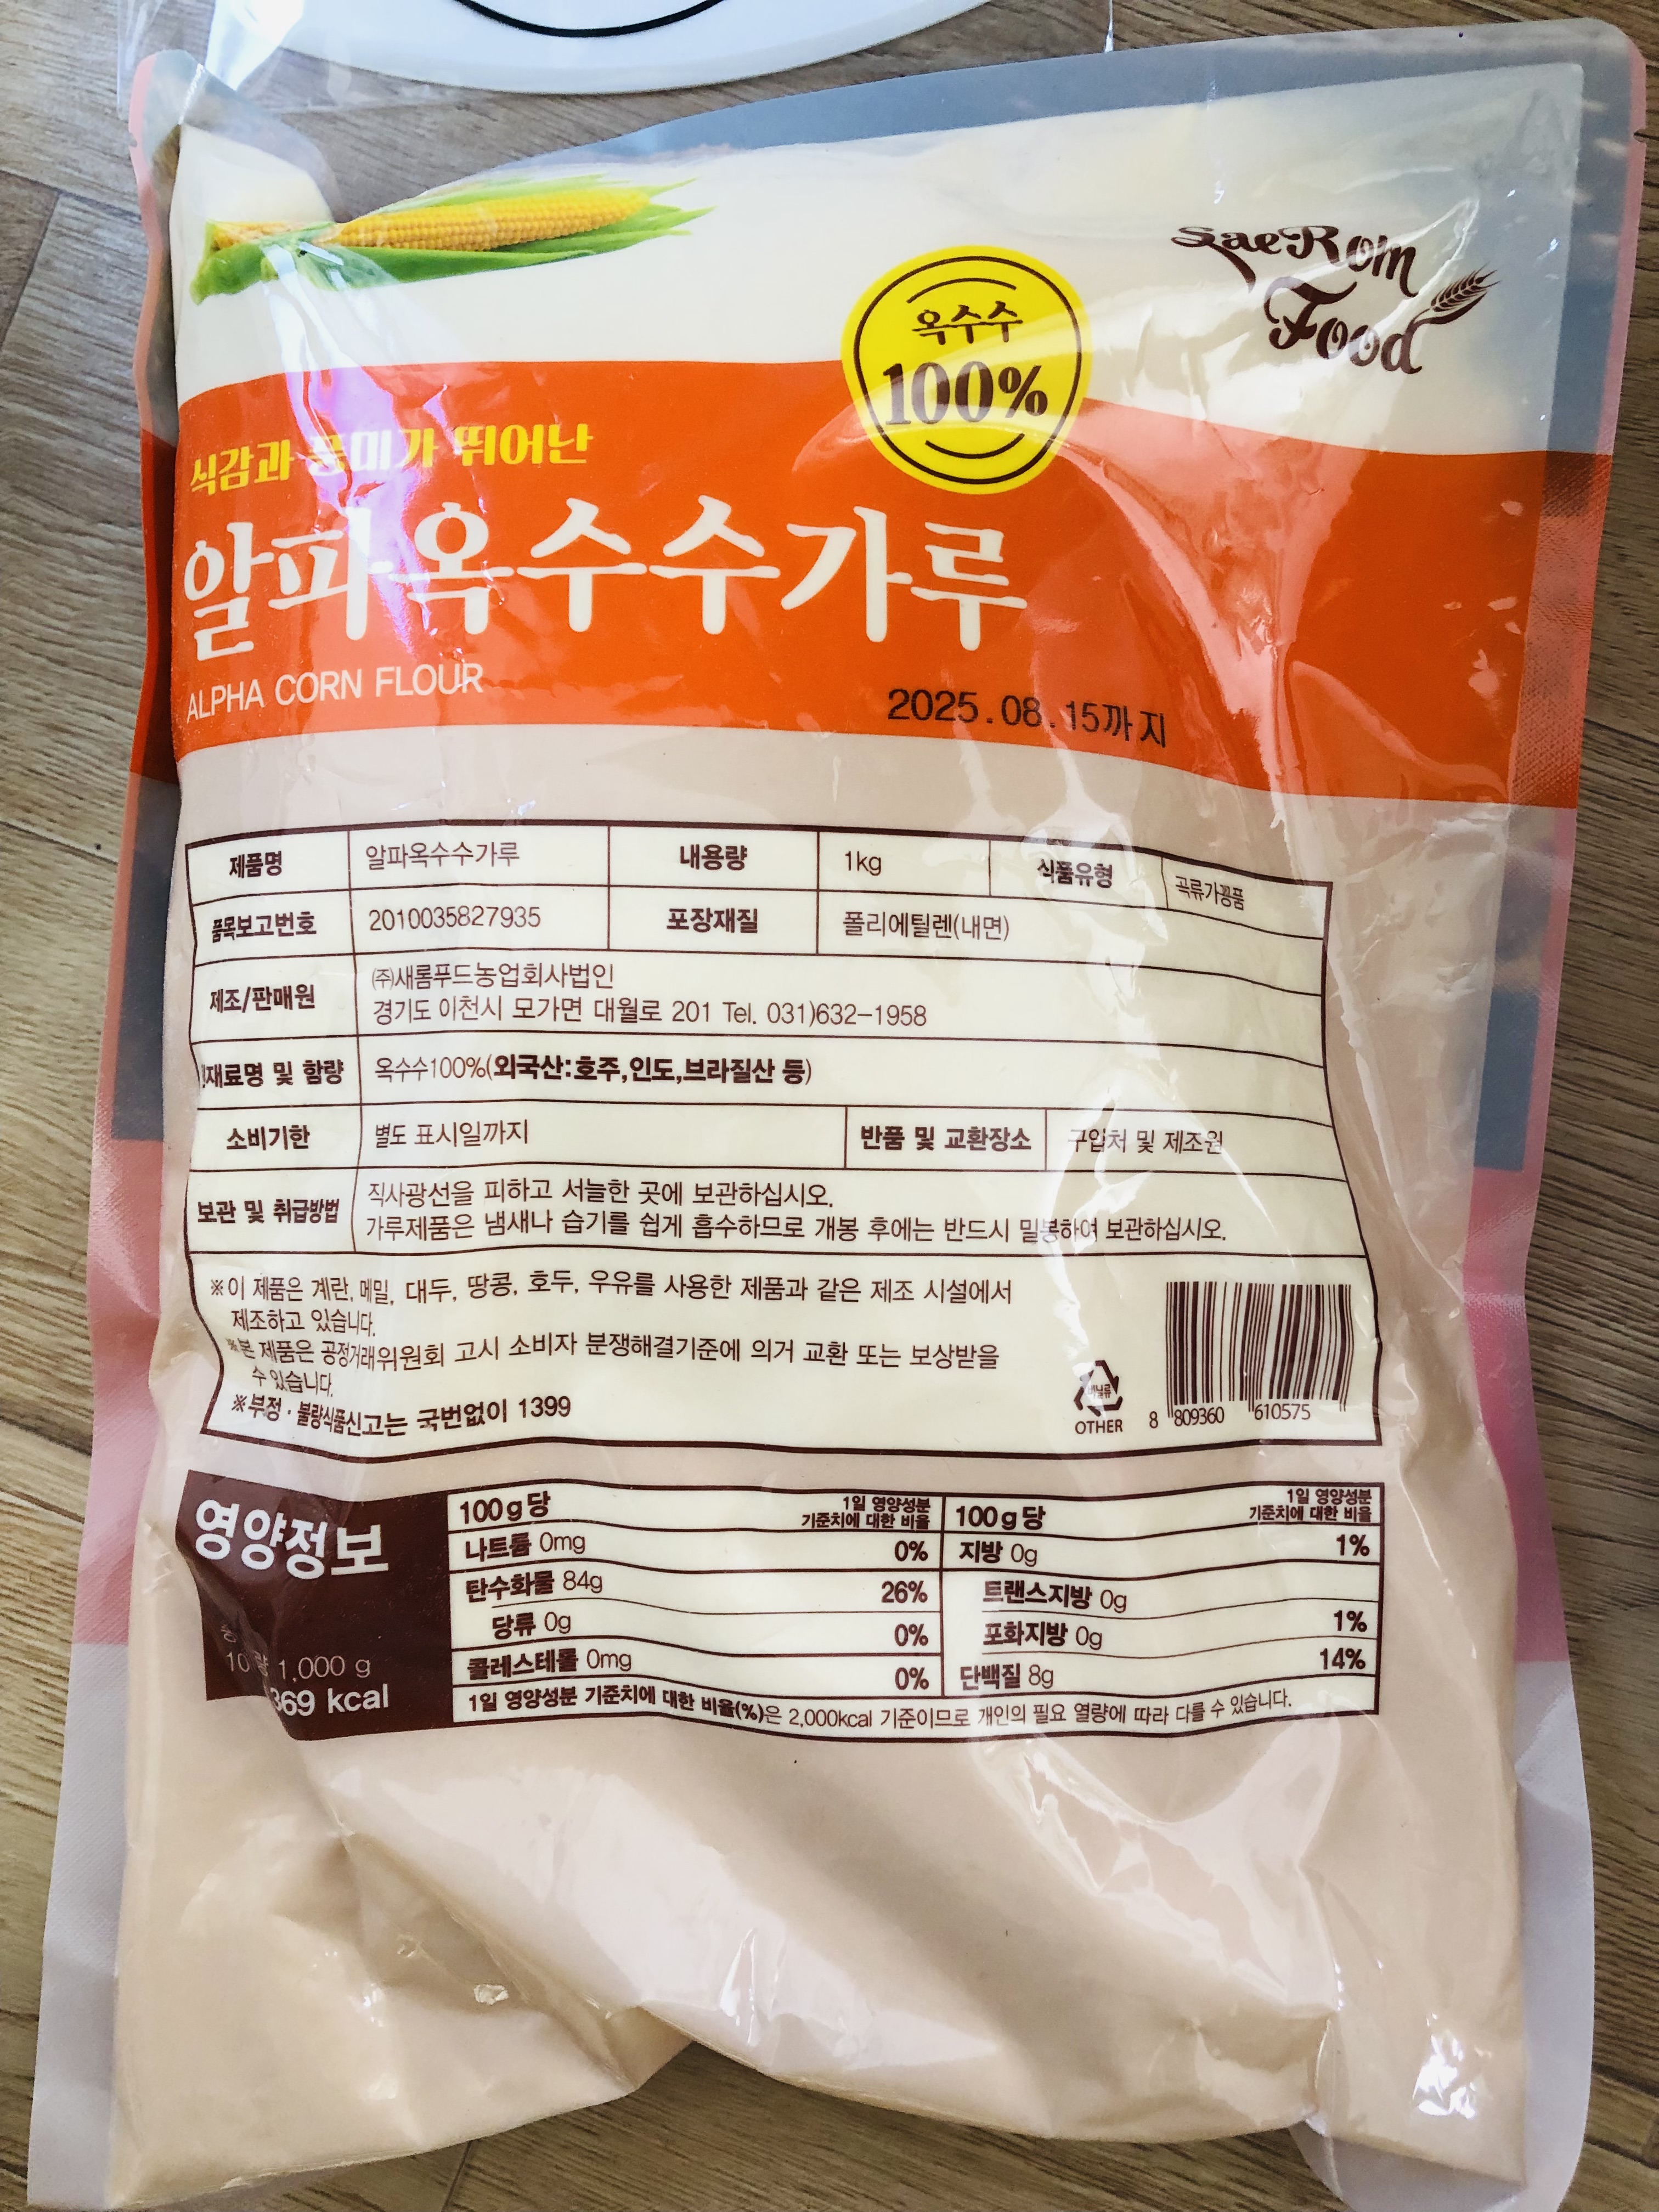 SaeRom
Food
옥수수
100%
식감과 풍미가 뛰어난
알파옥수수가루
ALPHA CORN FLOUR
2025.08.15까지
제품명 알파옥수수가루 내용량 1kg 식품유형 곡류가공품
품목보고번호 2010035827935 포장재질 폴리에틸렌(내면)
제조/판매원 ㈜새롬푸드농업회사법인
경기도 이천시 모가면 대월로 201 Tel. 031)632-1958
원재료명 및 함량 옥수수100%(외국산:호주,인도,브라질산 등)
소비기한 별도 표시일까지 반품 및 교환장소 구입처 및 제조원
보관 및 취급방법 직사광선을 피하고 서늘한 곳에 보관하십시오.
가루제품은 냄새나 습기를 쉽게 흡수하므로 개봉 후에는 반드시 밀봉하여 보관하십시오.
※이 제품은 계란, 메밀, 대두, 땅콩, 호두, 우유를 사용한 제품과 같은 제조 시설에서
제조하고 있습니다.
※본 제품은 공정거래위원회 고시 소비자 분쟁해결기준에 의거 교환 또는 보상받을
수 있습니다.
※부정·불량식품신고는 국번없이 1399
비닐류
OTHER
8 809360 610575
영양정보
1,000 g
369 kcal
100g당 1일 영양성분 기준치에 대한 비율 100g당 1일 영양성분 기준치에 대한 비율
나트륨 0mg 0% 지방 0g 1%
탄수화물 84g 26% 트랜스지방 0g
당류 0g 0% 포화지방 0g 1%
콜레스테롤 0mg 0% 단백질 8g 14%
1일 영양성분 기준치에 대한 비율(%)은 2,000kcal 기준이므로 개인의 필요 열량에 따라 다를 수 있습니다.